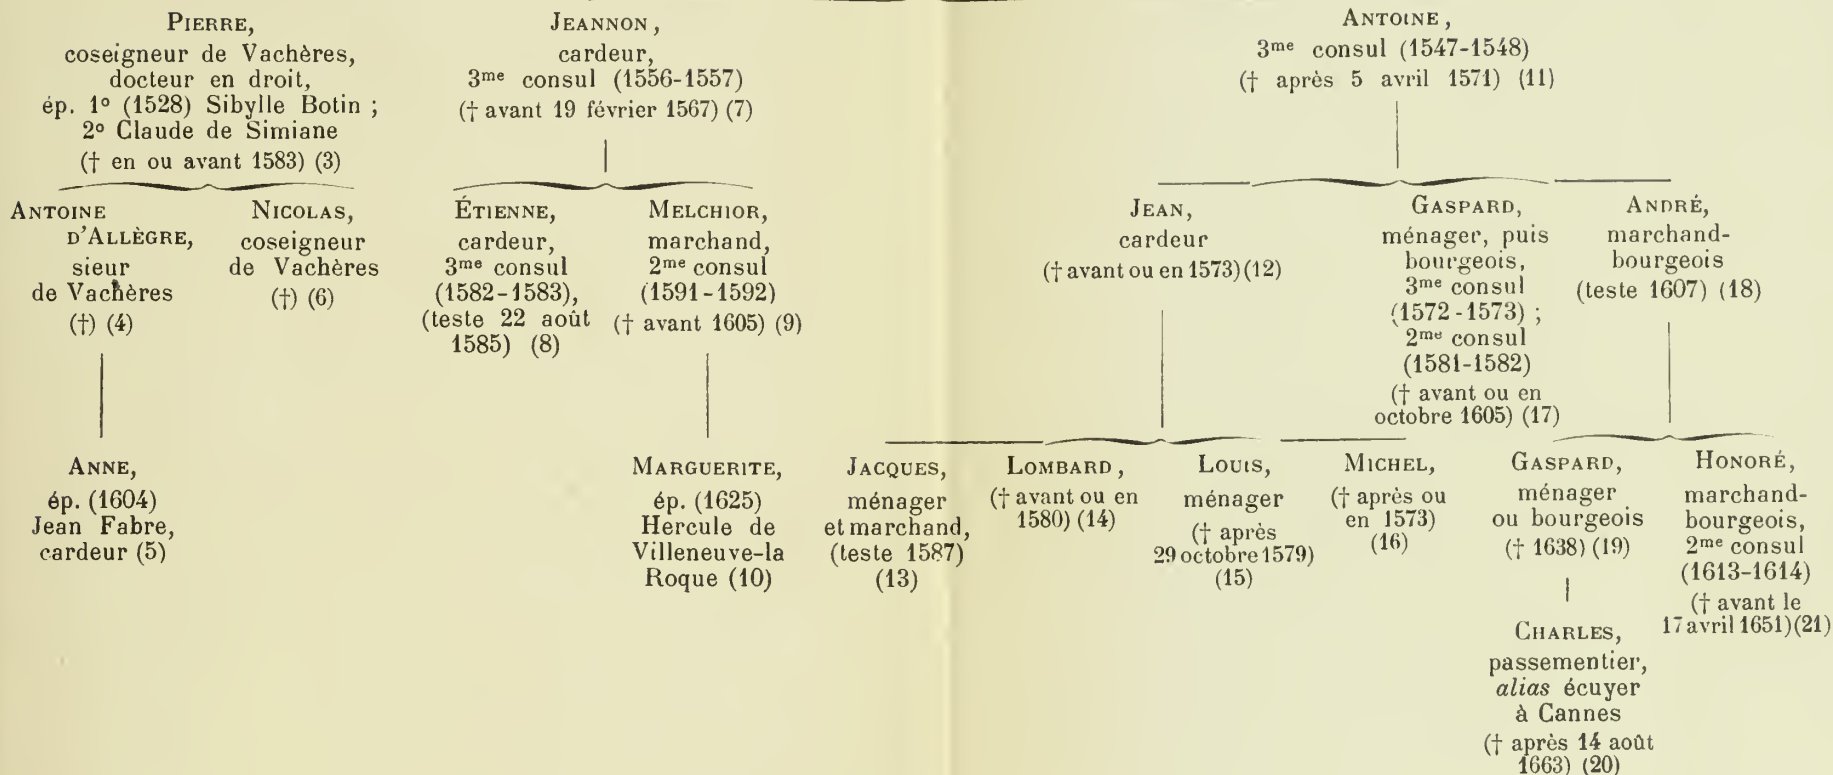 PIERRE,
coseigneur de Vachères,
docteur en droit,
ép. 1º (1528) Sibylle Botin ;
2º Claude de Simiane
(† en ou avant 1583) (3)
JEANNON,
cardeur,
3me consul (1556-1557)
(† avant 19 février 1567) (7)
ANTOINE,
3me consul (1547-1548)
(† après 5 avril 1571) (11)
ANTOINE
D'ALLÈGRE,
sieur
de Vachères
(†) (4)
NICOLAS,
coseigneur
de Vachères
(†) (6)
ÉTIENNE,
cardeur,
3me consul
(1582-1583),
(teste 22 août
1585) (8)
MELCHIOR,
marchand,
2me consul
(1591-1592)
(† avant 1605) (9)
JEAN,
cardeur
(† avant ou en 1573) (12)
GASPARD,
ménager, puis
bourgeois,
3me consul
(1572-1573) ;
2me consul
(1581-1582)
(† avant ou en
octobre 1605) (17)
ANDRÉ,
marchand-
bourgeois
(teste 1607) (18)
ANNE,
ép. (1604)
Jean Fabre,
cardeur (5)
MARGUERITE,
ép. (1625)
Hercule de
Villeneuve-la
Roque (10)
JACQUES,
ménager
et marchand,
(teste 1587)
(13)
LOMBARD,
(† avant ou en
1580) (14)
LOUIS,
ménager
(† après
29 octobre 1579)
(15)
MICHEL,
(† après ou
en 1573)
(16)
GASPARD,
ménager
ou bourgeois
(† 1638) (19)
HONORÉ,
marchand-
bourgeois,
2me consul
(1613-1614)
(† avant le
17 avril 1651) (21)
CHARLES,
passementier,
alias écuyer
à Cannes
(† après 14 août
1663) (20)